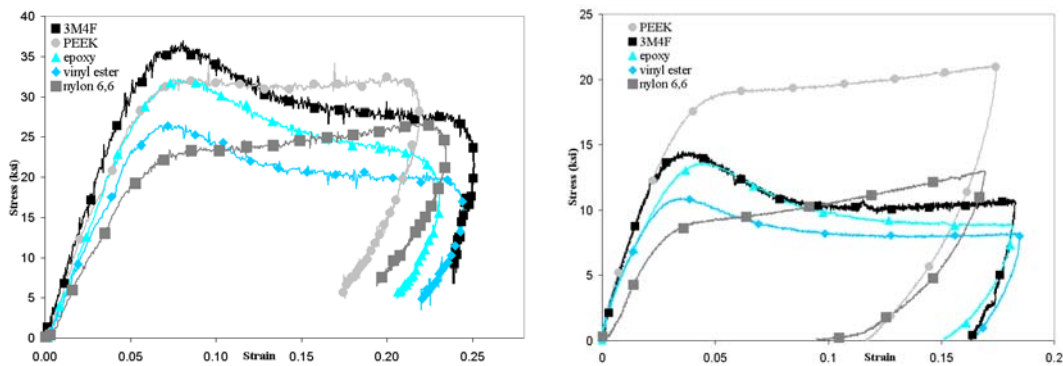 40
35
30
25
20
15
10
5
0
Stress (ksi)
3M4F
PEEK
epoxy
vinyl ester
nylon 6,6
0.00 0.05 0.10 0.15 0.20 0.25
Strain
25
20
15
10
5
0
Stress (ksi)
PEEK
3M4F
epoxy
vinyl ester
nylon 6,6
0 0.05 0.1 0.15 0.2
Strain